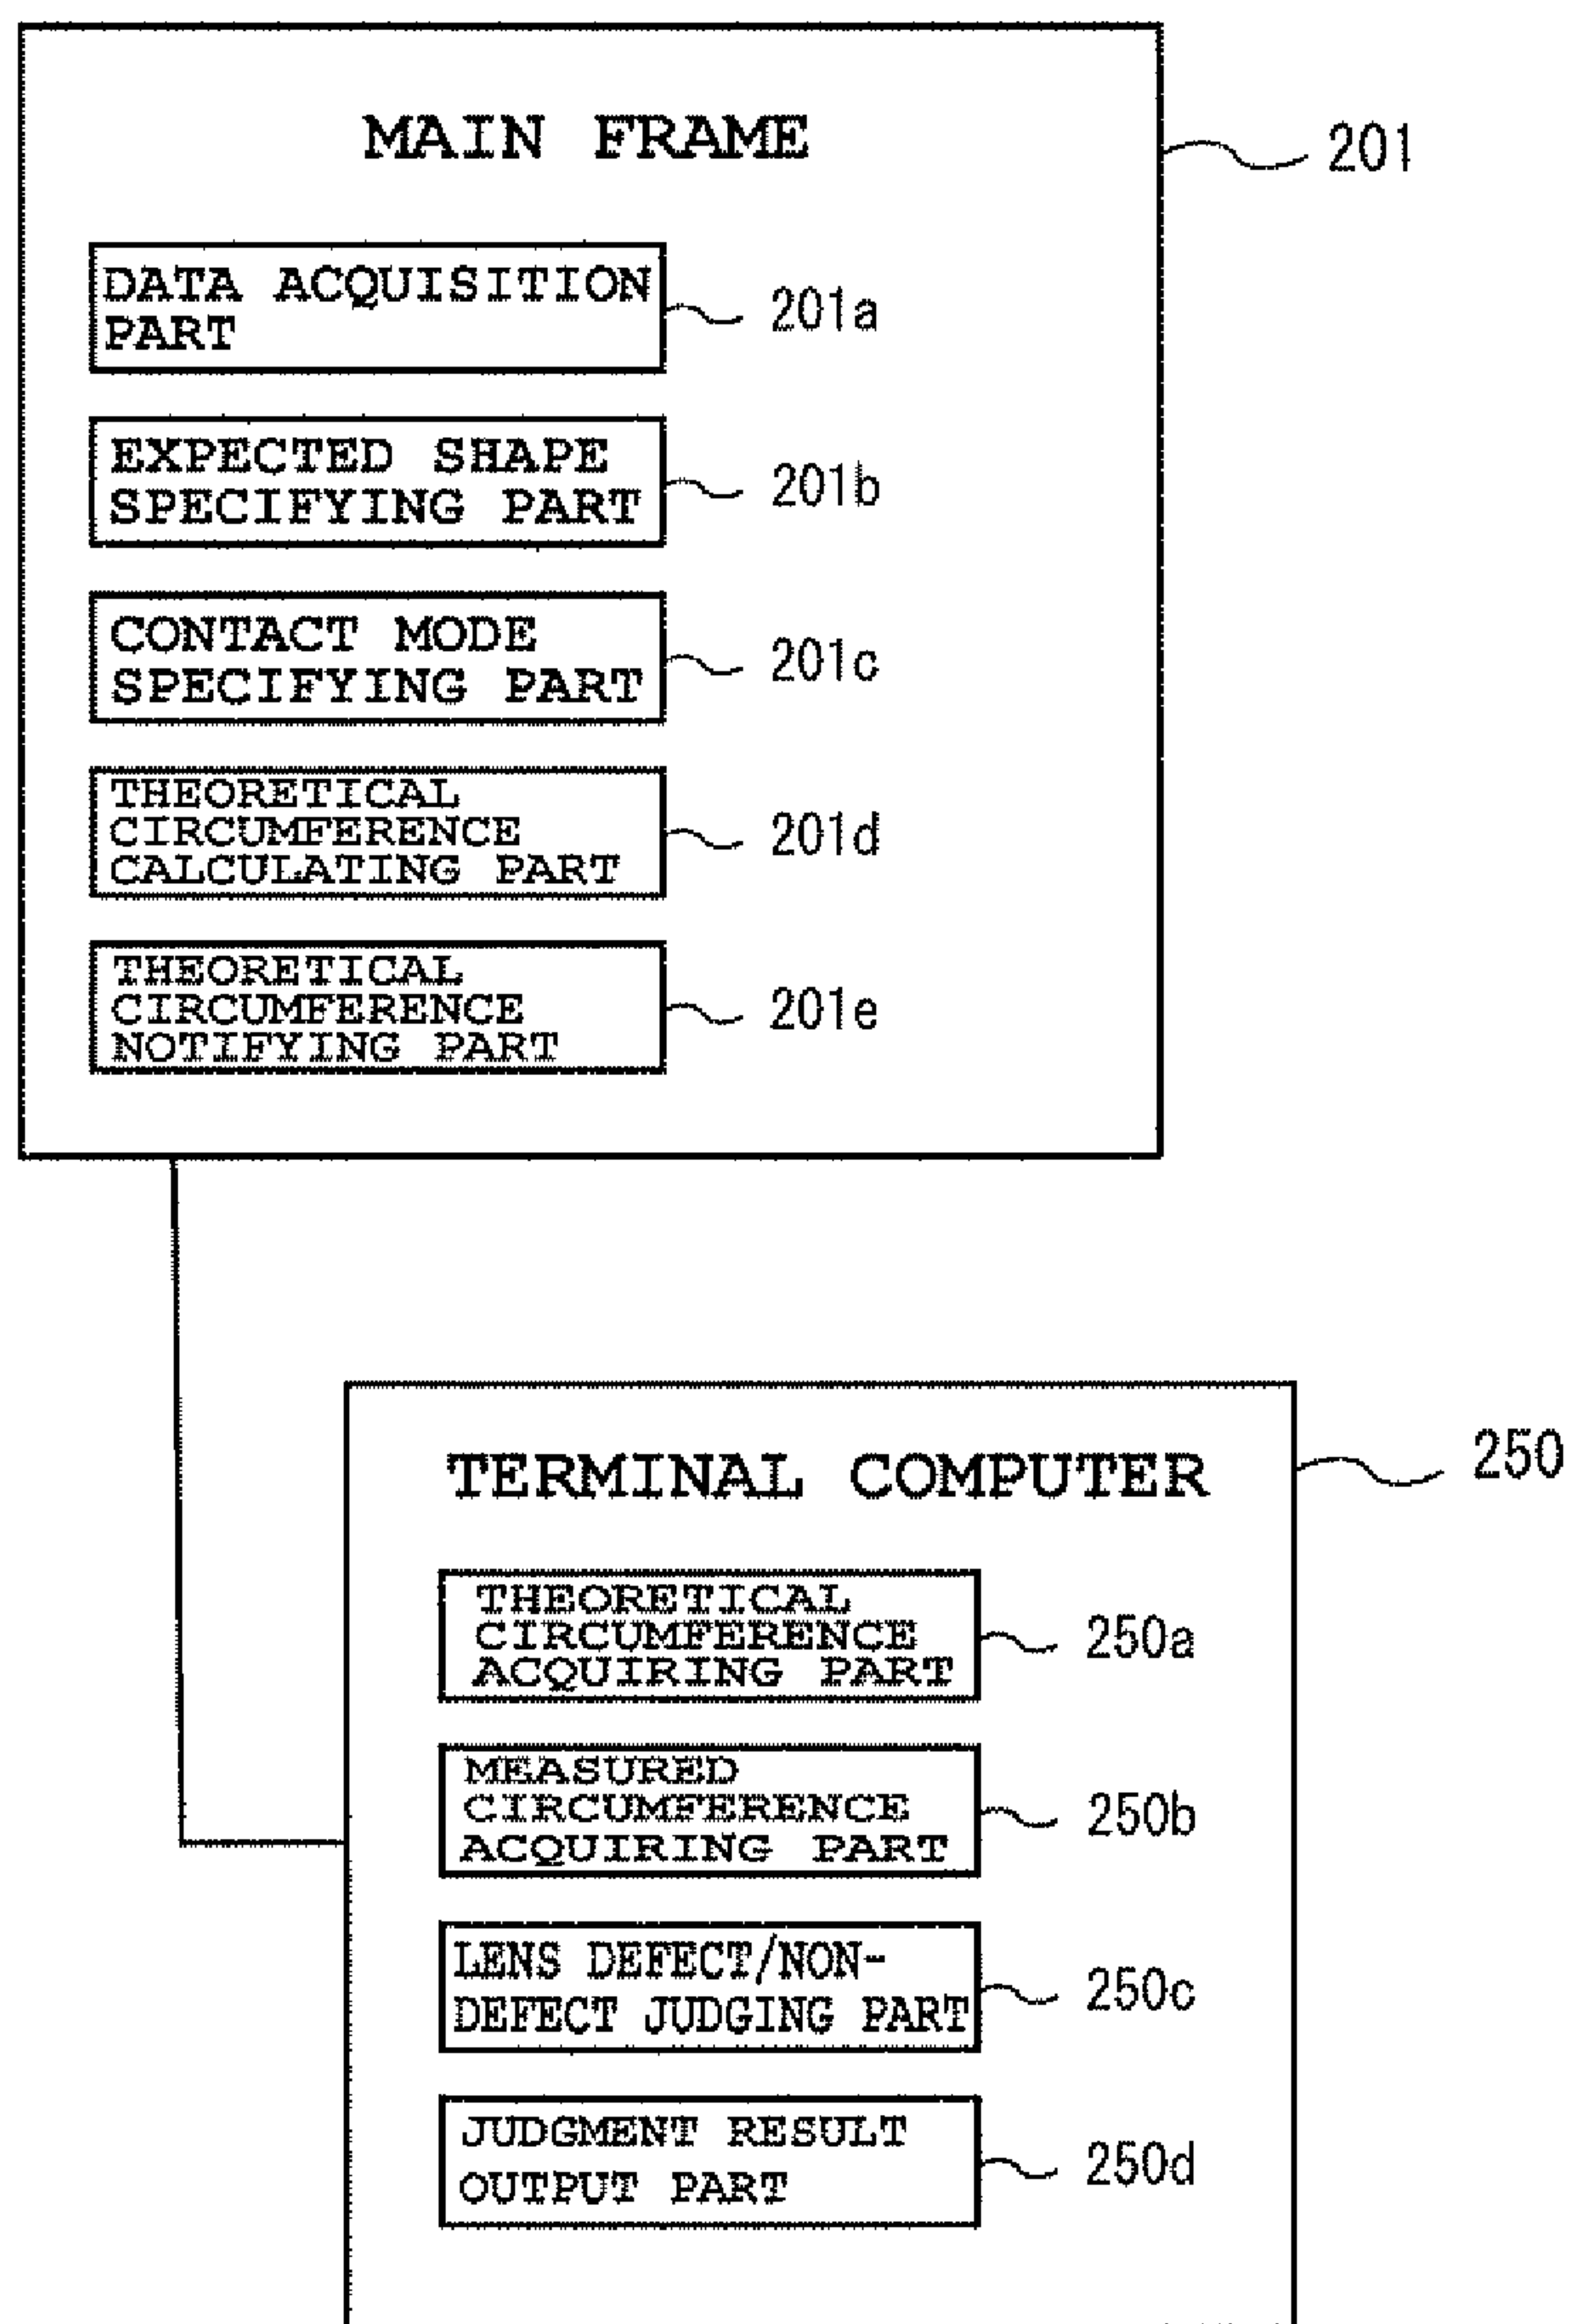 MAIN FRAME
201
DATA ACQUISITION
PART
201a
EXPECTED SHAPE
SPECIFYING PART
201b
CONTACT MODE
SPECIFYING PART
201c
THEORETICAL
CIRCUMFERENCE
CALCULATING PART
201d
THEORETICAL
CIRCUMFERENCE
NOTIFYING PART
201e
TERMINAL COMPUTER
250
THEORETICAL
CIRCUMFERENCE
ACQUIRING PART
250a
MEASURED
CIRCUMFERENCE
ACQUIRING PART
250b
LENS DEFECT/NON-
DEFECT JUDGING PART
250c
JUDGMENT RESULT
OUTPUT PART
250d